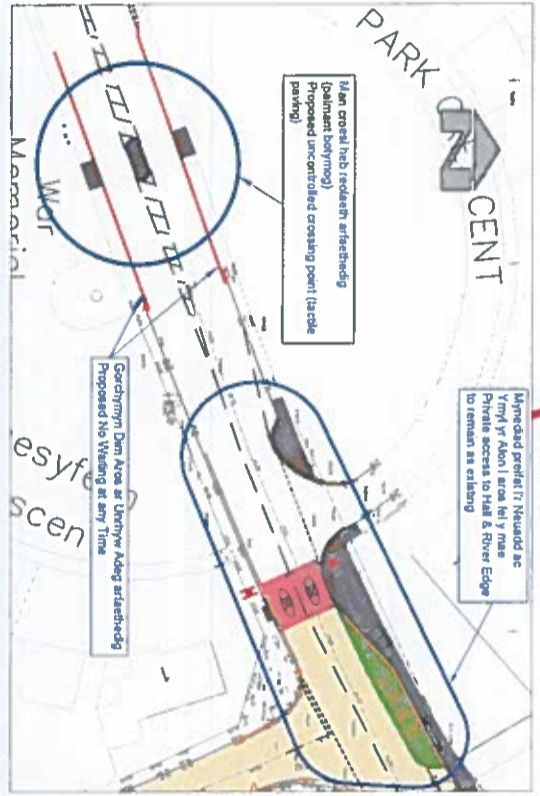 PARK
CENT
Man croesi heb reolaeth arfaethedig
(palmant botymog)
Proposed uncontrolled crossing point (tactile
paving)
Mynediad preifat i'r Neuadd ac
Ymyl yr Afon i aros fel y mae
Private access to Hall & River Edge
to remain as existing
Gorchymyn Dim Aros ar Unrhyw Adeg arfaethedig
Proposed No Waiting at any Time
War
Memorial
esyfed
scen